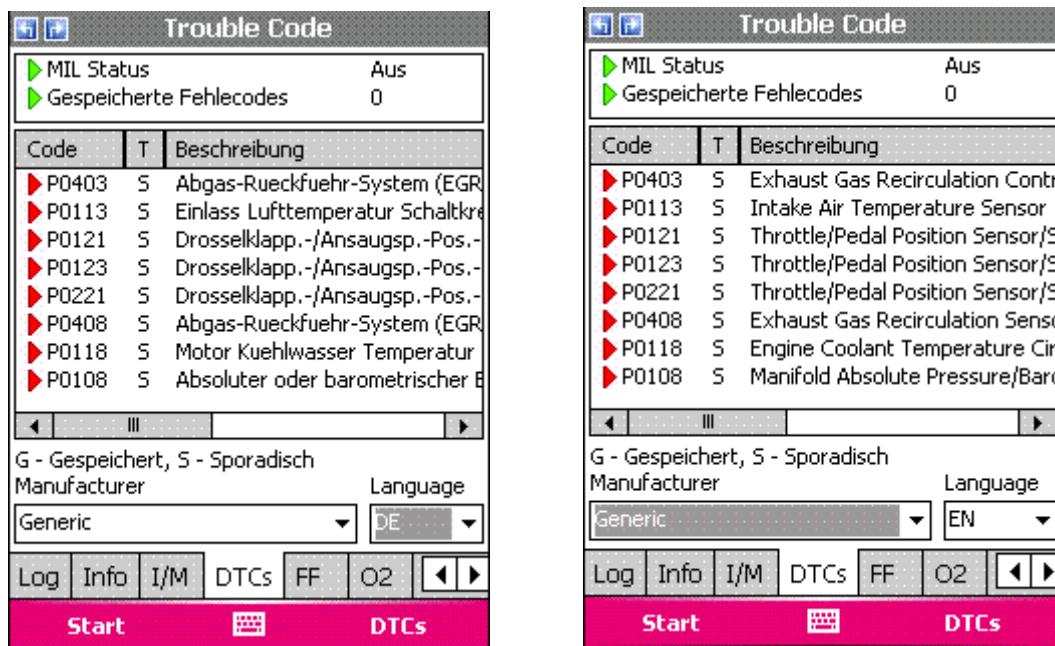 Trouble Code
MIL Status Aus
Gespeicherte Fehlecodes 0
Code T Beschreibung
P0403 S Abgas-Rueckfuehr-System (EGR
P0113 S Einlass Lufttemperatur Schaltkre
P0121 S Drosselklapp.-/Ansaugsp.-Pos.-
P0123 S Drosselklapp.-/Ansaugsp.-Pos.-
P0221 S Drosselklapp.-/Ansaugsp.-Pos.-
P0408 S Abgas-Rueckfuehr-System (EGR
P0118 S Motor Kuehlwasser Temperatur
P0108 S Absoluter oder barometrischer
G - Gespeichert, S - Sporadisch
Manufacturer Language
Generic DE
Log Info I/M DTCs FF O2
Start DTCs
Trouble Code
MIL Status Aus
Gespeicherte Fehlecodes 0
Code T Beschreibung
P0403 S Exhaust Gas Recirculation Contr
P0113 S Intake Air Temperature Sensor
P0121 S Throttle/Pedal Position Sensor/S
P0123 S Throttle/Pedal Position Sensor/S
P0221 S Throttle/Pedal Position Sensor/S
P0408 S Exhaust Gas Recirculation Senso
P0118 S Engine Coolant Temperature Cir
P0108 S Manifold Absolute Pressure/Baro
G - Gespeichert, S - Sporadisch
Manufacturer Language
Generic EN
Log Info I/M DTCs FF O2
Start DTCs